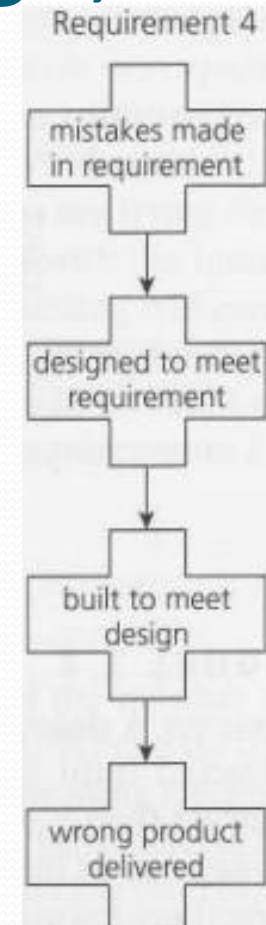 Requirement 4
mistakes made
in requirement
designed to meet
requirement
built to meet
design
wrong product
delivered